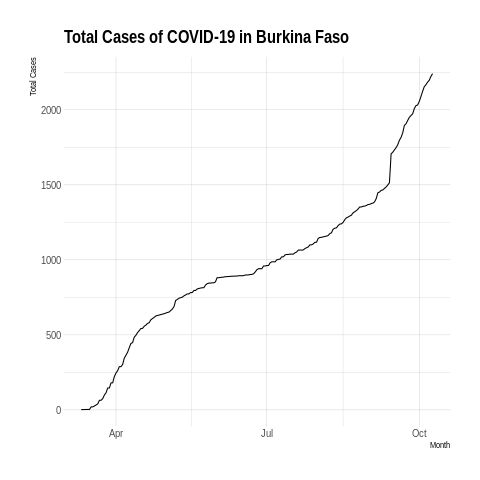 Total Cases of COVID-19 in Burkina Faso
Total Cases
2000
1500
1000
500
0
Apr Jul Oct
Month